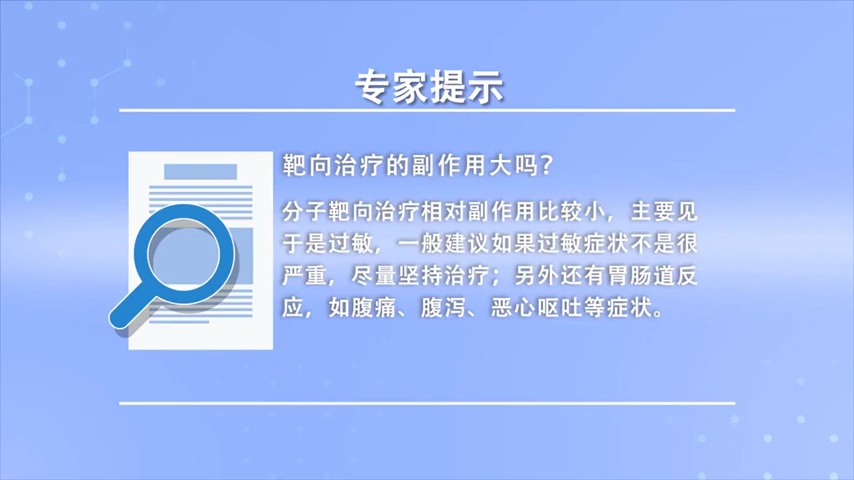 专家提示
靶向治疗的副作用大吗？
分子靶向治疗相对副作用比较小，主要见
于是过敏，一般建议如果过敏症状不是很
严重，尽量坚持治疗；另外还有胃肠道反
应，如腹痛、腹泻、恶心呕吐等症状。